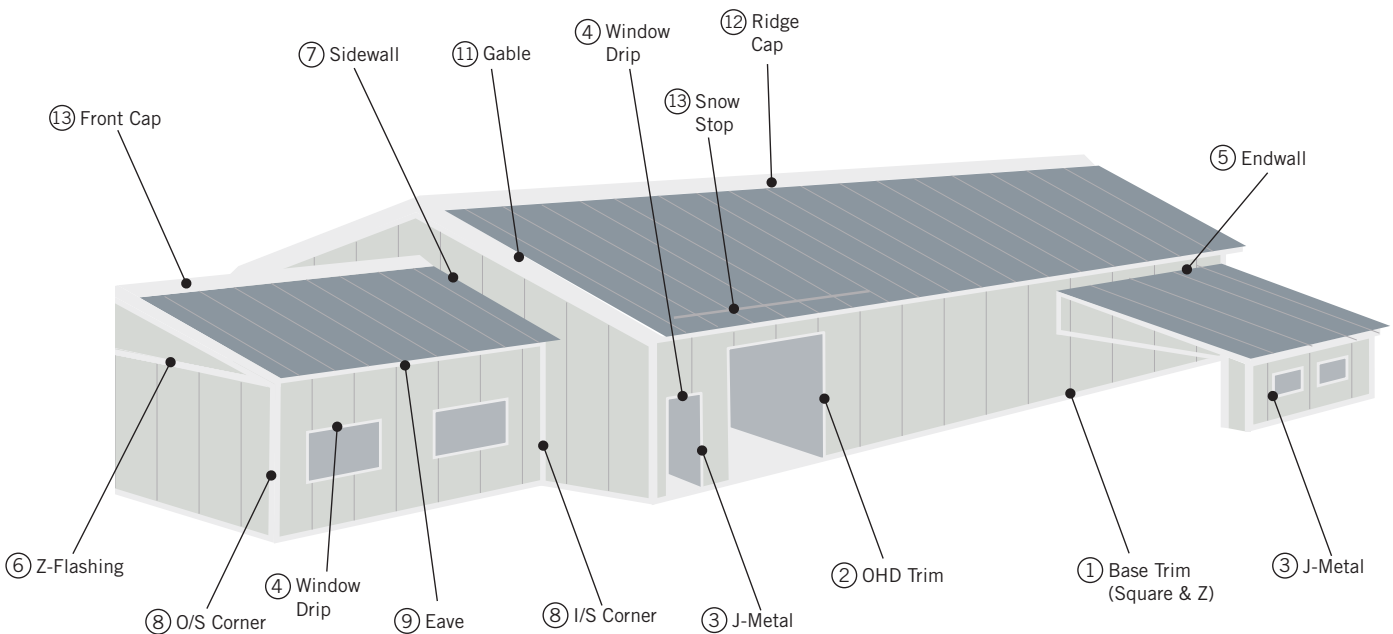 ⑫ Ridge
Cap
④ Window
Drip
⑦ Sidewall
⑪ Gable
⑬ Snow
Stop
⑬ Front Cap
⑤ Endwall
⑥ Z-Flashing
④ Window
Drip
⑧ O/S Corner
⑨ Eave
⑧ I/S Corner
③ J-Metal
② OHD Trim
① Base Trim
(Square & Z)
③ J-Metal